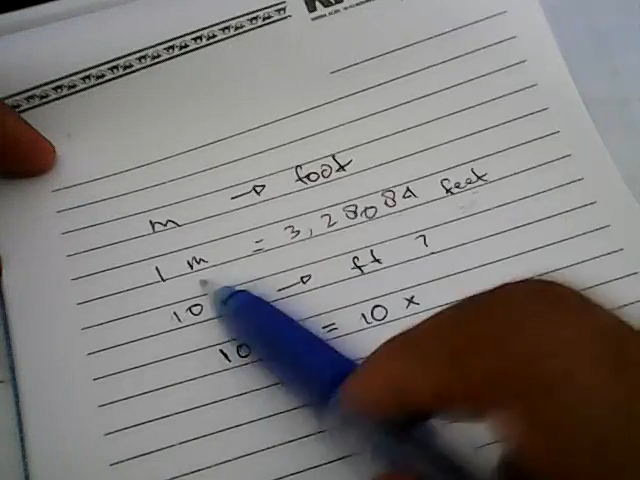 m → foot
1 m = 3,28084 feet
10 → ft ?
10 = 10 x